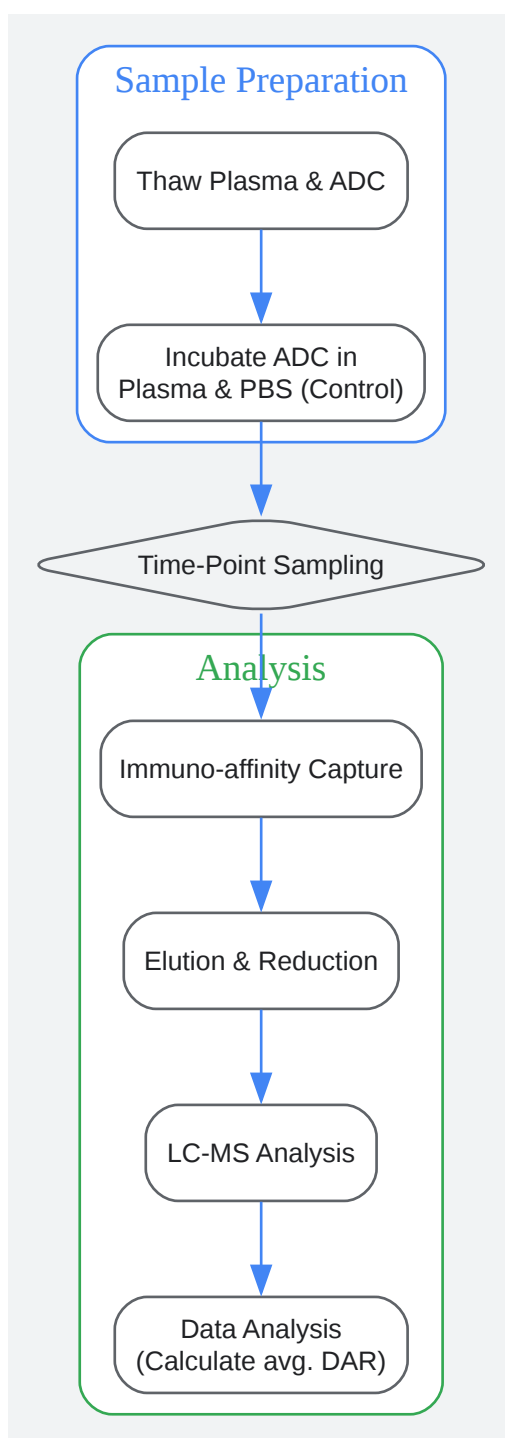 Sample Preparation
Thaw Plasma & ADC
Incubate ADC in
Plasma & PBS (Control)
Time-Point Sampling
Analysis
Immuno-affinity Capture
Elution & Reduction
LC-MS Analysis
Data Analysis
(Calculate avg. DAR)